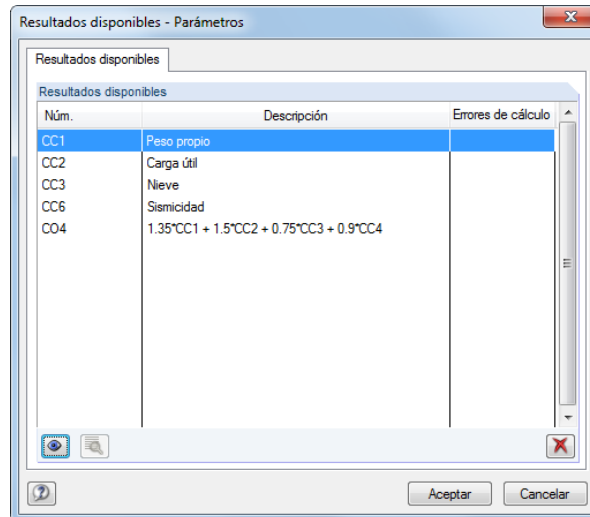 Resultados disponibles - Parámetros
Resultados disponibles
Resultados disponibles
Núm. Descripción Errores de cálculo
CC1 Peso propio
CC2 Carga útil
CC3 Nieve
CC6 Sismicidad
CO4 1.35*CC1 + 1.5*CC2 + 0.75*CC3 + 0.9*CC4
Aceptar Cancelar